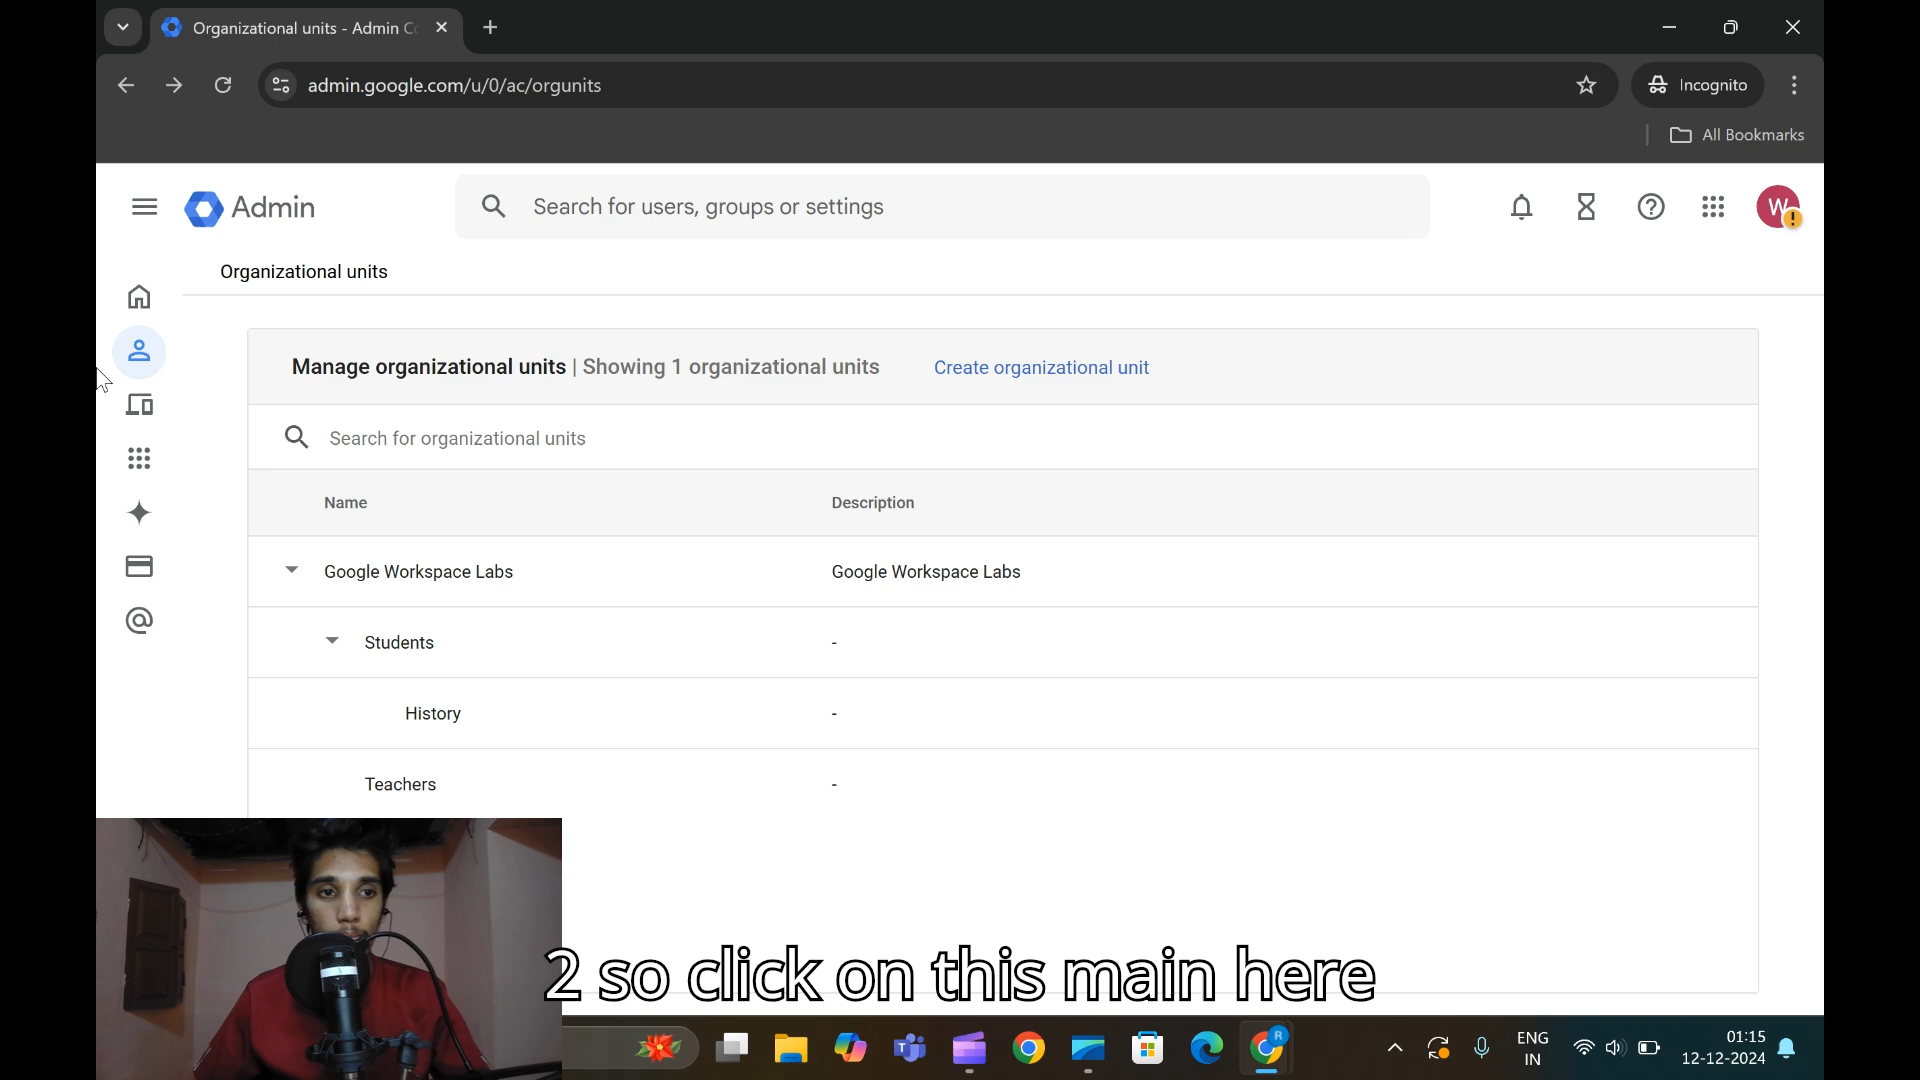 Organizational units - Admin Co
admin.google.com/u/0/ac/orgunits
Incognito
All Bookmarks
Admin
Search for users, groups or settings
W
Organizational units
Manage organizational units | Showing 1 organizational units
Create organizational unit
Search for organizational units
Name
Description
Google Workspace Labs
Google Workspace Labs
Students
-
History
-
Teachers
-
2 so click on this main here
R
ENG
IN
01:15
12-12-2024